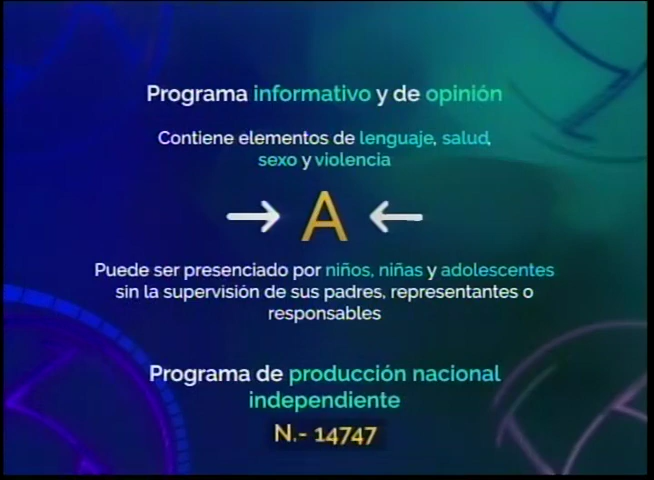 Programa informativo y de opinión
Contiene elementos de lenguaje, salud,
sexo y violencia
→ A ←
Puede ser presenciado por niños, niñas y adolescentes
sin la supervisión de sus padres, representantes o
responsables
Programa de producción nacional
independiente
N.- 14747